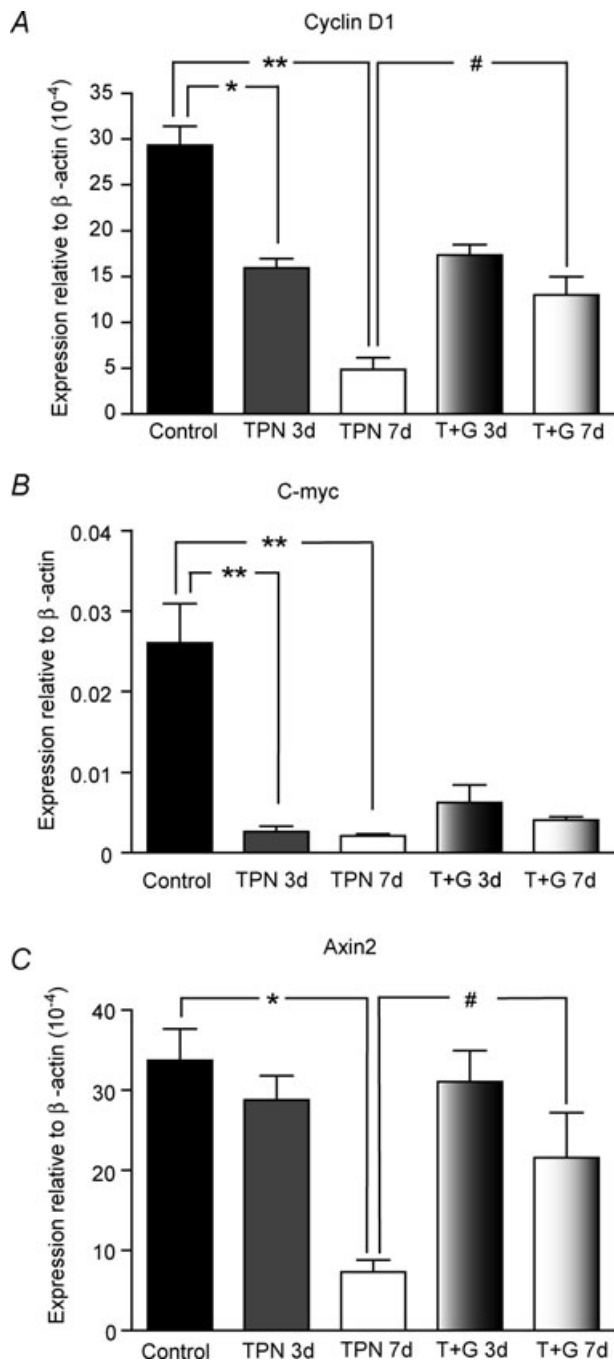 A
Cyclin D1
Expression relative to β -actin (10⁻⁴)
35
30
25
20
15
10
5
0
**
*
#
Control TPN 3d TPN 7d T+G 3d T+G 7d
B
C-myc
Expression relative to β -actin
0.04
0.03
0.02
0.01
0
**
**
Control TPN 3d TPN 7d T+G 3d T+G 7d
C
Axin2
Expression relative to β -actin (10⁻⁴)
40
30
20
10
0
*
#
Control TPN 3d TPN 7d T+G 3d T+G 7d